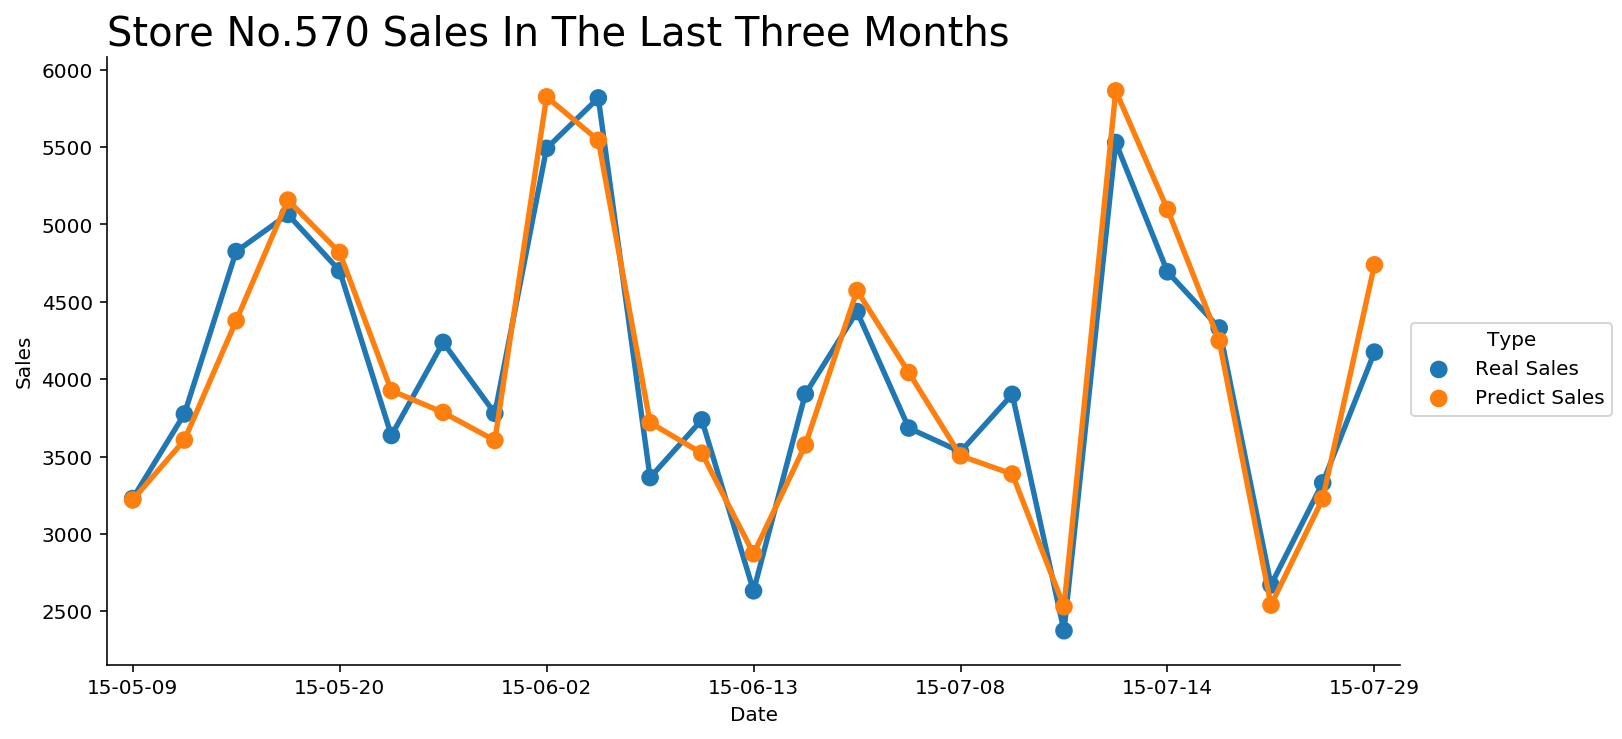 Store No.570 Sales In The Last Three Months
6000
5500
5000
4500
4000
3500
3000
2500
Sales
15-05-09 15-05-20 15-06-02 15-06-13 15-07-08 15-07-14 15-07-29
Date
Type
Real Sales
Predict Sales